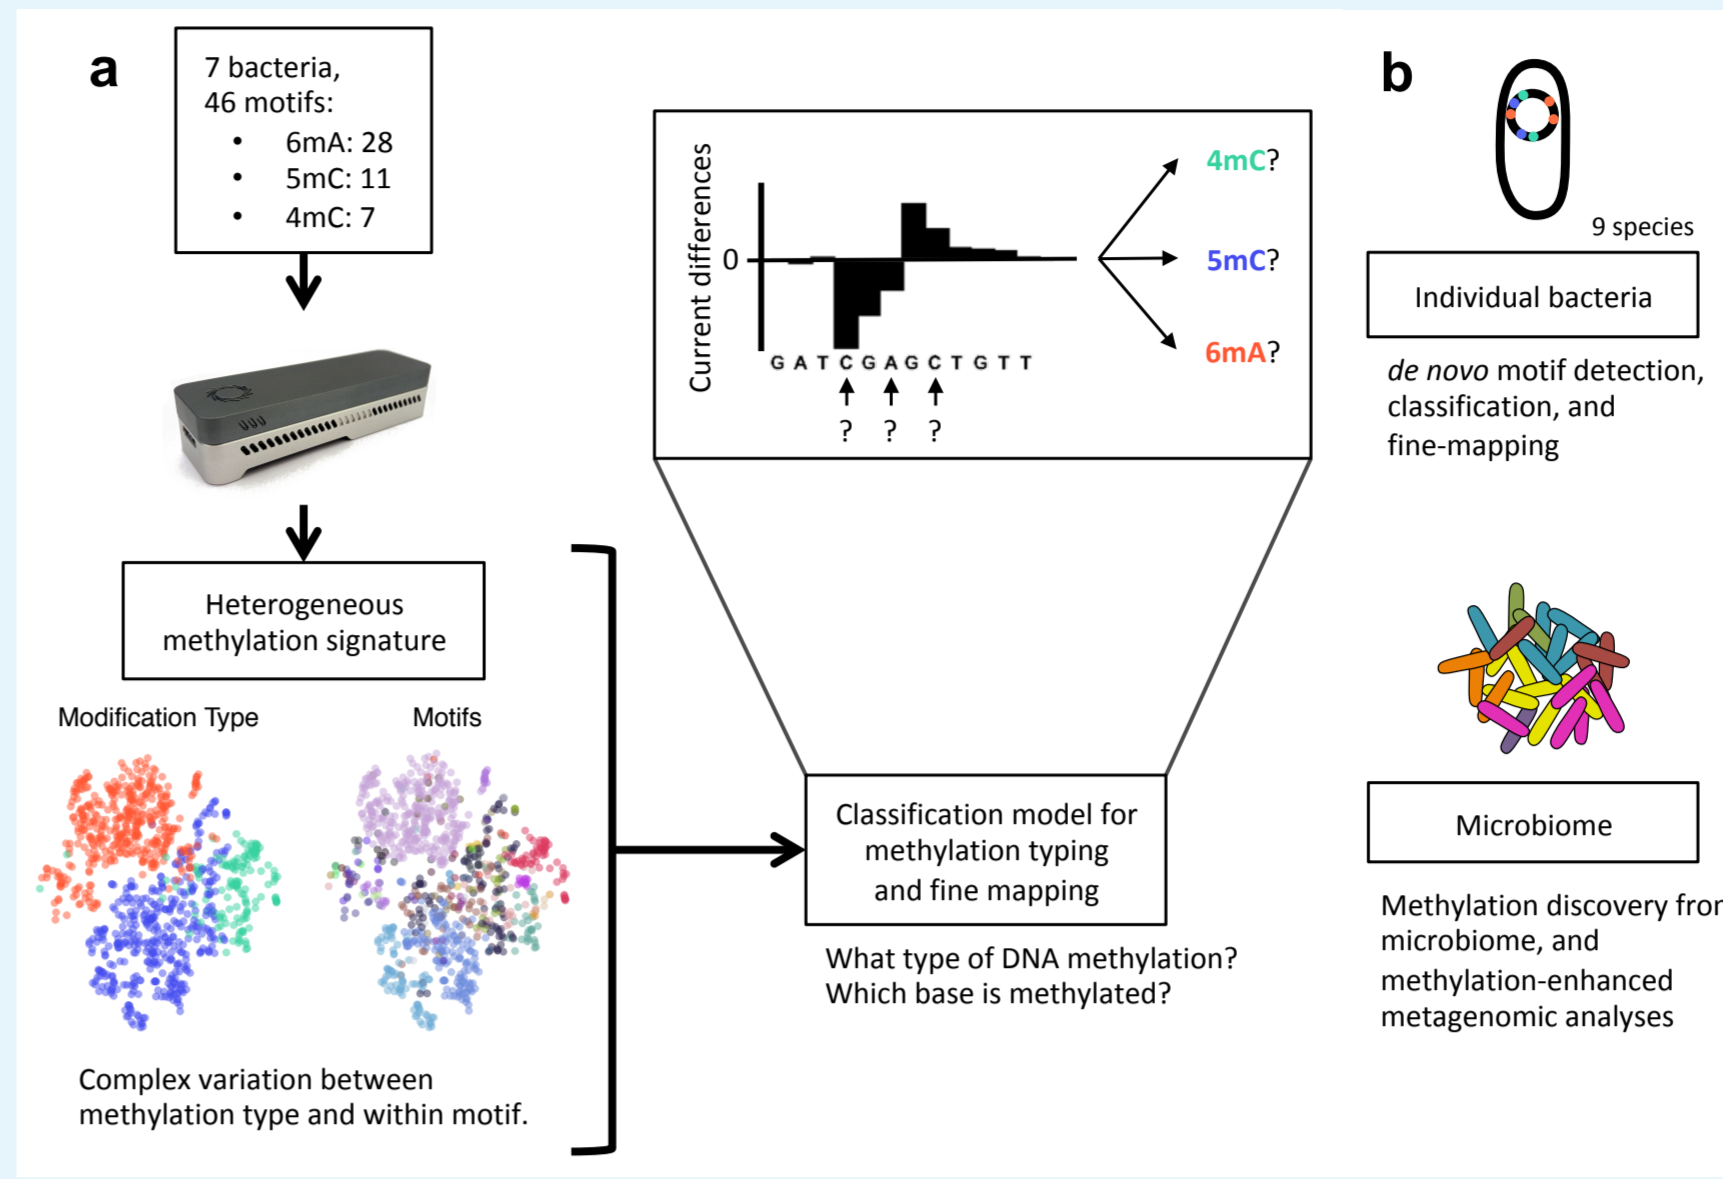 a
7 bacteria,
46 motifs:
• 6mA: 28
• 5mC: 11
• 4mC: 7
Heterogeneous
methylation signature
Modification Type
Motifs
Complex variation between
methylation type and within motif.
Current differences
0
G A T C G A G C T G T T
? ? ?
4mC?
5mC?
6mA?
Classification model for
methylation typing
and fine mapping
What type of DNA methylation?
Which base is methylated?
b
9 species
Individual bacteria
de novo motif detection,
classification, and
fine-mapping
Microbiome
Methylation discovery from
microbiome, and
methylation-enhanced
metagenomic analyses